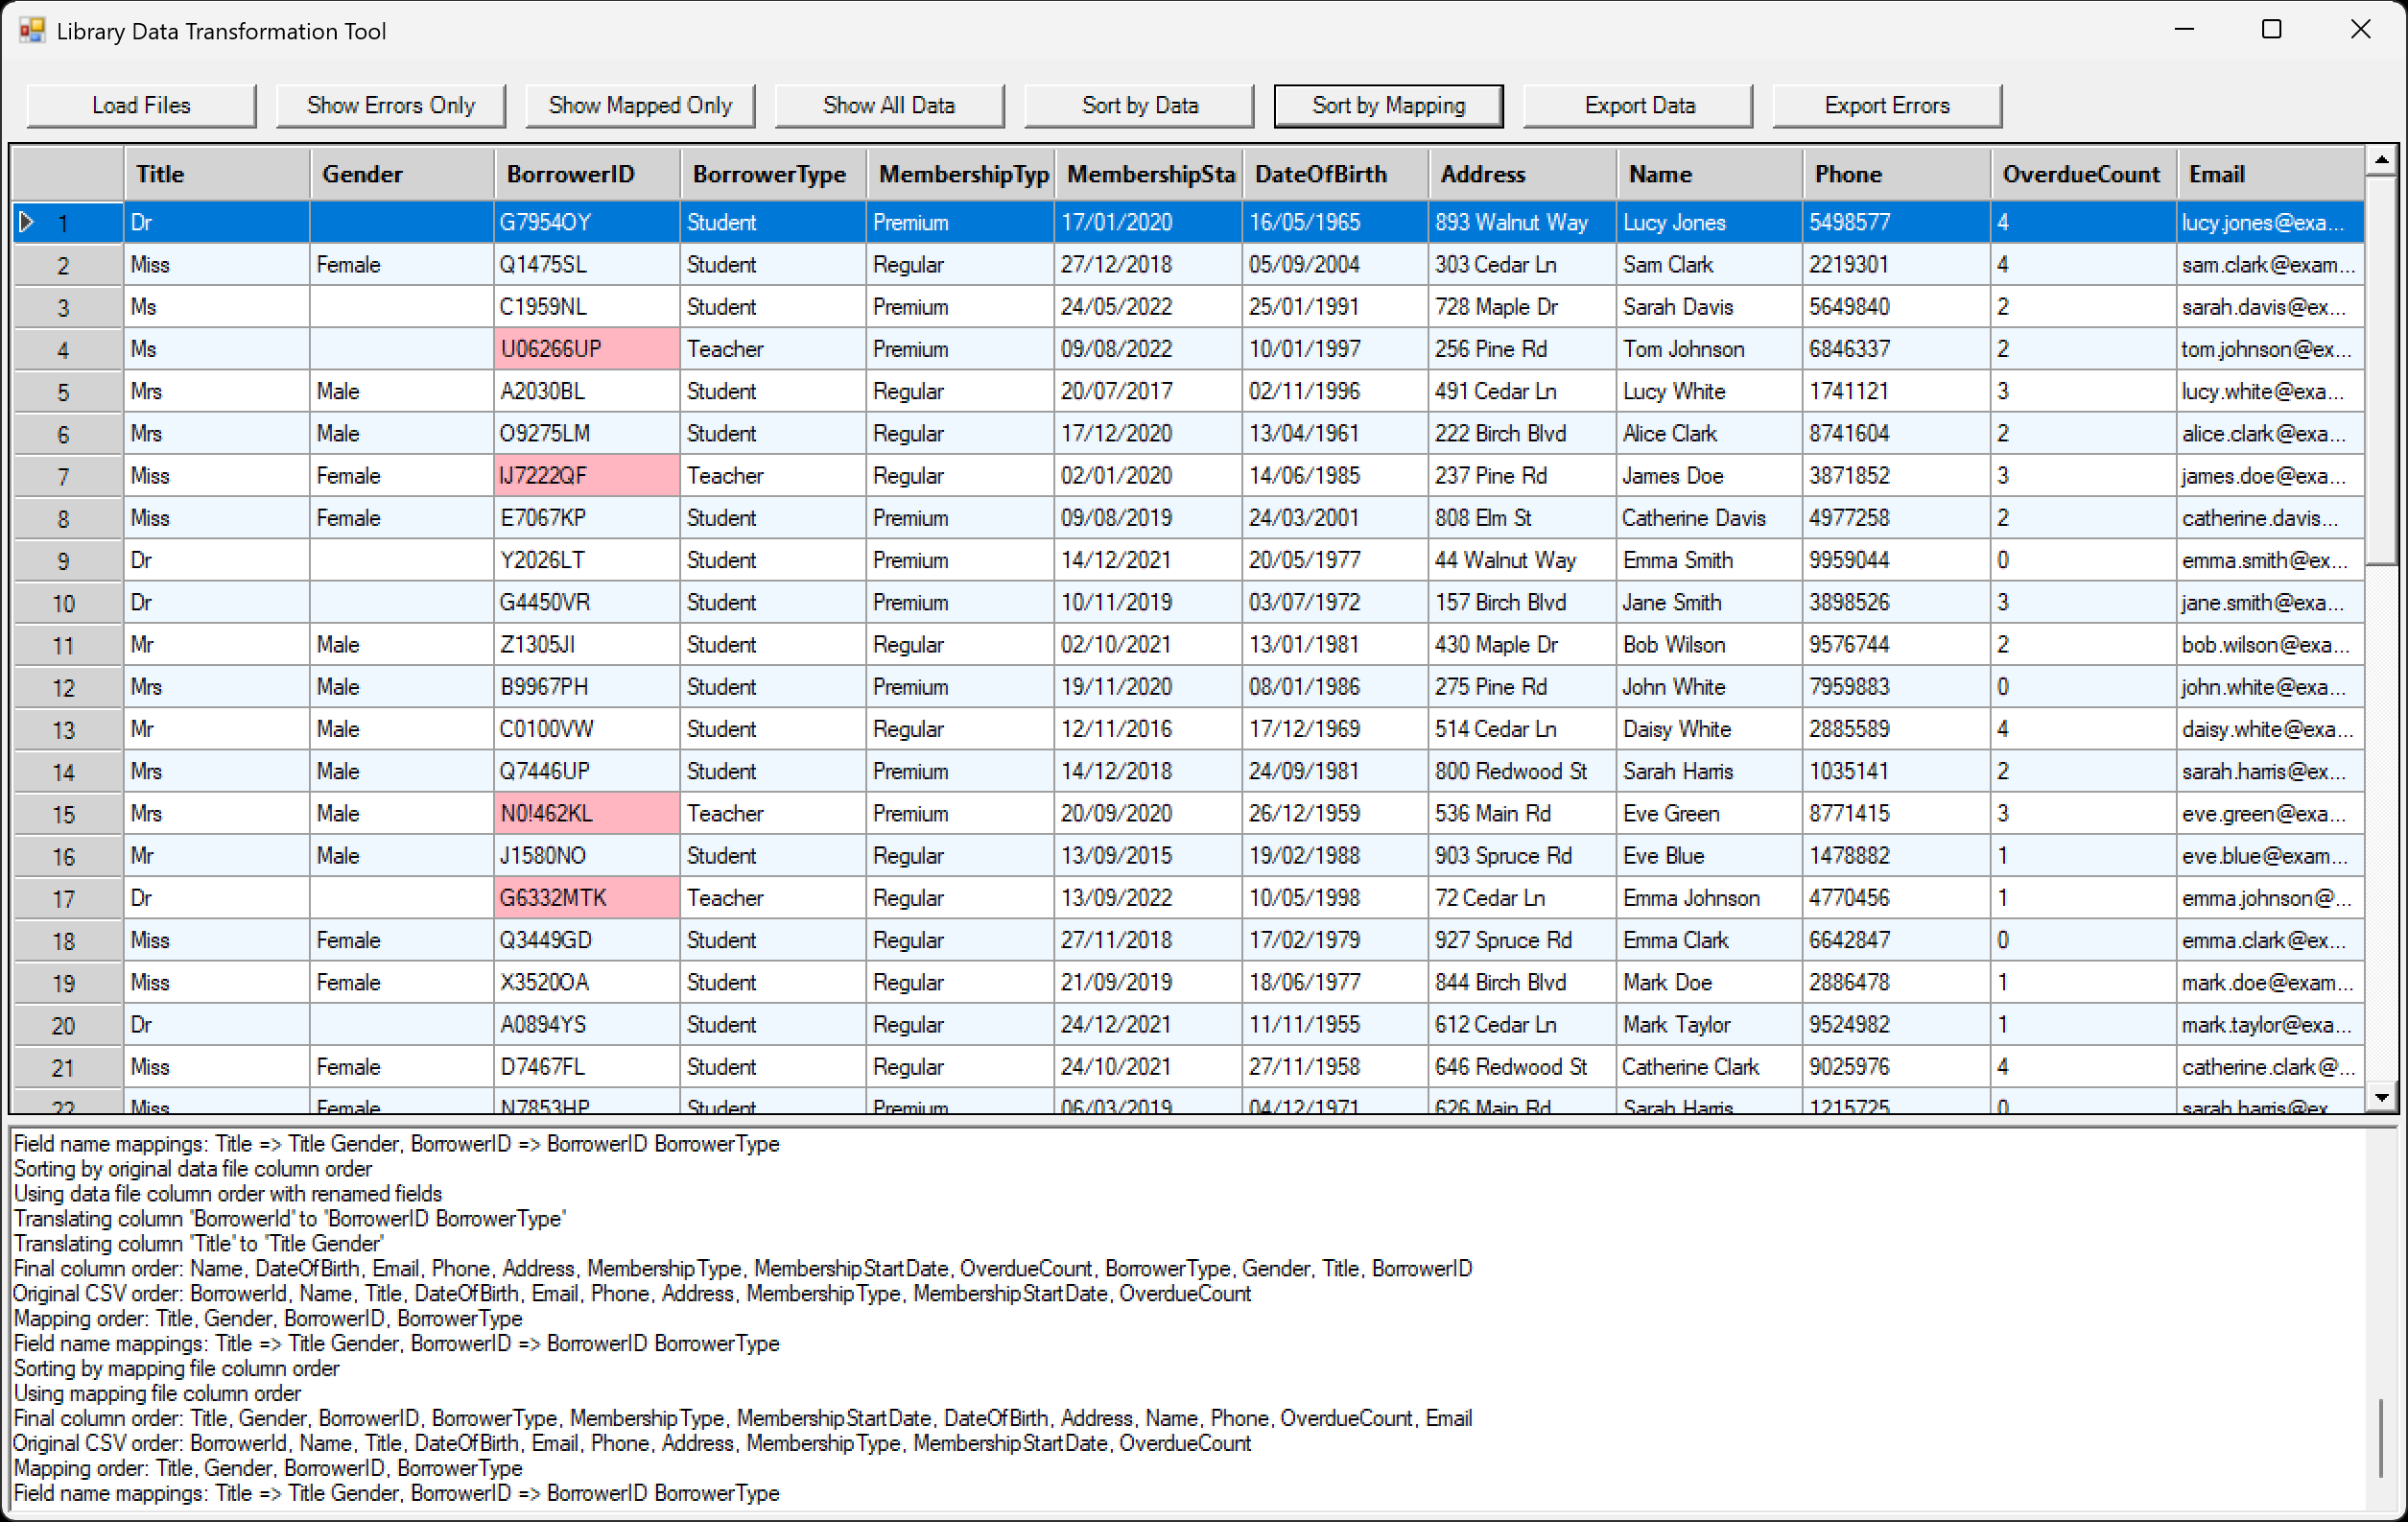 Library Data Transformation Tool
Load Files Show Errors Only Show Mapped Only Show All Data Sort by Data Sort by Mapping Export Data Export Errors
Title Gender BorrowerID BorrowerType MembershipTyp MembershipSta DateOfBirth Address Name Phone OverdueCount Email
1 Dr G7954OY Student Premium 17/01/2020 16/05/1965 893 Walnut Way Lucy Jones 5498577 4 lucy.jones@exa...
2 Miss Female Q1475SL Student Regular 27/12/2018 05/09/2004 303 Cedar Ln Sam Clark 2219301 4 sam.clark@exam...
3 Ms C1959NL Student Premium 24/05/2022 25/01/1991 728 Maple Dr Sarah Davis 5649840 2 sarah.davis@ex...
4 Ms U06266UP Teacher Premium 09/08/2022 10/01/1997 256 Pine Rd Tom Johnson 6846337 2 tom.johnson@ex...
5 Mrs Male A2030BL Student Regular 20/07/2017 02/11/1996 491 Cedar Ln Lucy White 1741121 3 lucy.white@exa...
6 Mrs Male O9275LM Student Regular 17/12/2020 13/04/1961 222 Birch Blvd Alice Clark 8741604 2 alice.clark@exa...
7 Miss Female IJ7222QF Teacher Regular 02/01/2020 14/06/1985 237 Pine Rd James Doe 3871852 3 james.doe@exa...
8 Miss Female E7067KP Student Premium 09/08/2019 24/03/2001 808 Elm St Catherine Davis 4977258 2 catherine.davis...
9 Dr Y2026LT Student Premium 14/12/2021 20/05/1977 44 Walnut Way Emma Smith 9959044 0 emma.smith@ex...
10 Dr G4450VR Student Premium 10/11/2019 03/07/1972 157 Birch Blvd Jane Smith 3898526 3 jane.smith@exa...
11 Mr Male Z1305JI Student Regular 02/10/2021 13/01/1981 430 Maple Dr Bob Wilson 9576744 2 bob.wilson@exa...
12 Mrs Male B9967PH Student Premium 19/11/2020 08/01/1986 275 Pine Rd John White 7959883 0 john.white@exa...
13 Mr Male C0100VW Student Regular 12/11/2016 17/12/1969 514 Cedar Ln Daisy White 2885589 4 daisy.white@exa...
14 Mrs Male Q7446UP Student Premium 14/12/2018 24/09/1981 800 Redwood St Sarah Harris 1035141 2 sarah.harris@ex...
15 Mrs Male N0!462KL Teacher Premium 20/09/2020 26/12/1959 536 Main Rd Eve Green 8771415 3 eve.green@exa...
16 Mr Male J1580NO Student Regular 13/09/2015 19/02/1988 903 Spruce Rd Eve Blue 1478882 1 eve.blue@exam...
17 Dr G6332MTK Teacher Regular 13/09/2022 10/05/1998 72 Cedar Ln Emma Johnson 4770456 1 emma.johnson@...
18 Miss Female Q3449GD Student Regular 27/11/2018 17/02/1979 927 Spruce Rd Emma Clark 6642847 0 emma.clark@ex...
19 Miss Female X3520OA Student Regular 21/09/2019 18/06/1977 844 Birch Blvd Mark Doe 2886478 1 mark.doe@exam...
20 Dr A0894YS Student Regular 24/12/2021 11/11/1955 612 Cedar Ln Mark Taylor 9524982 1 mark.taylor@exa...
21 Miss Female D7467FL Student Regular 24/10/2021 27/11/1958 646 Redwood St Catherine Clark 9025976 4 catherine.clark@...
22 Miss Female N7853HP Student Premium 06/03/2019 04/12/1971 626 Main Rd Sarah Harris 1215725 0 sarah.harris@ex
Field name mappings: Title => Title Gender, BorrowerID => BorrowerID BorrowerType
Sorting by original data file column order
Using data file column order with renamed fields
Translating column 'BorrowerId' to 'BorrowerID BorrowerType'
Translating column 'Title' to 'Title Gender'
Final column order: Name, DateOfBirth, Email, Phone, Address, MembershipType, MembershipStartDate, OverdueCount, BorrowerType, Gender, Title, BorrowerID
Original CSV order: BorrowerId, Name, Title, DateOfBirth, Email, Phone, Address, MembershipType, MembershipStartDate, OverdueCount
Mapping order: Title, Gender, BorrowerID, BorrowerType
Field name mappings: Title => Title Gender, BorrowerID => BorrowerID BorrowerType
Sorting by mapping file column order
Using mapping file column order
Final column order: Title, Gender, BorrowerID, BorrowerType, MembershipType, MembershipStartDate, DateOfBirth, Address, Name, Phone, OverdueCount, Email
Original CSV order: BorrowerId, Name, Title, DateOfBirth, Email, Phone, Address, MembershipType, MembershipStartDate, OverdueCount
Mapping order: Title, Gender, BorrowerID, BorrowerType
Field name mappings: Title => Title Gender, BorrowerID => BorrowerID BorrowerType